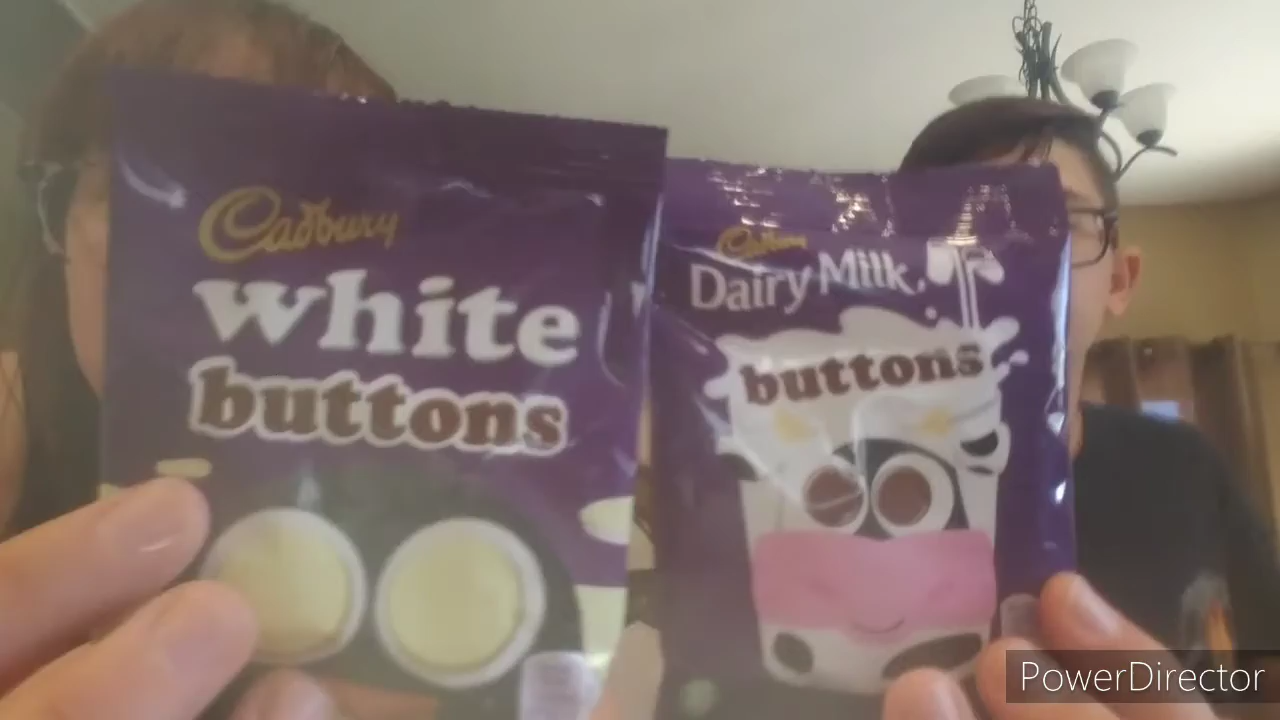 Cadbury
white
buttons
Cadbury
Dairy Milk
buttons
PowerDirector